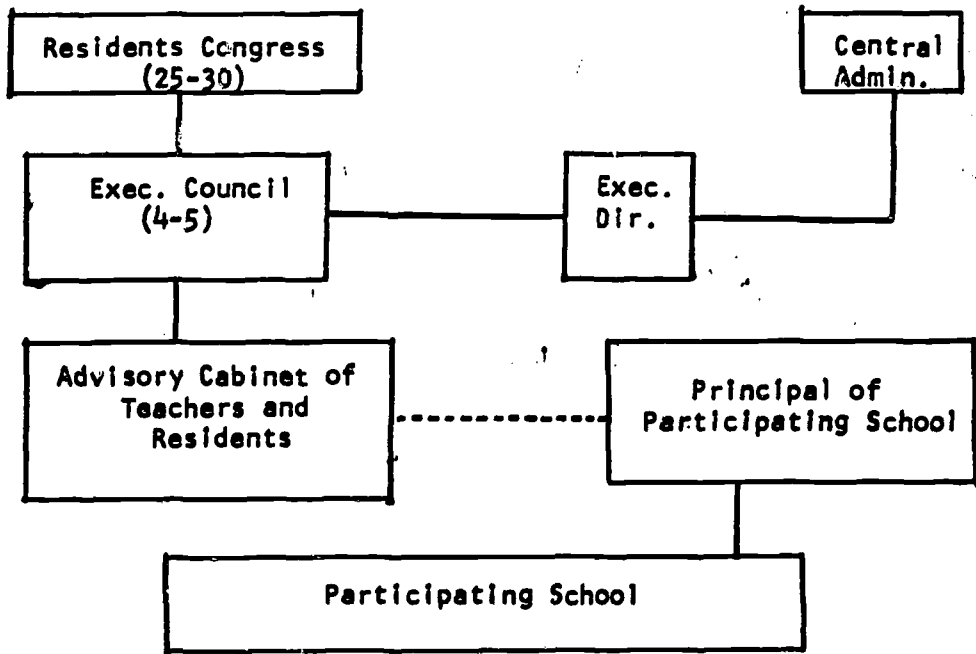 Residents Congress
(25-30)
Central
Admin.
Exec. Council
(4-5)
Exec.
Dir.
Advisory Cabinet of
Teachers and
Residents
Principal of
Participating School
Participating School